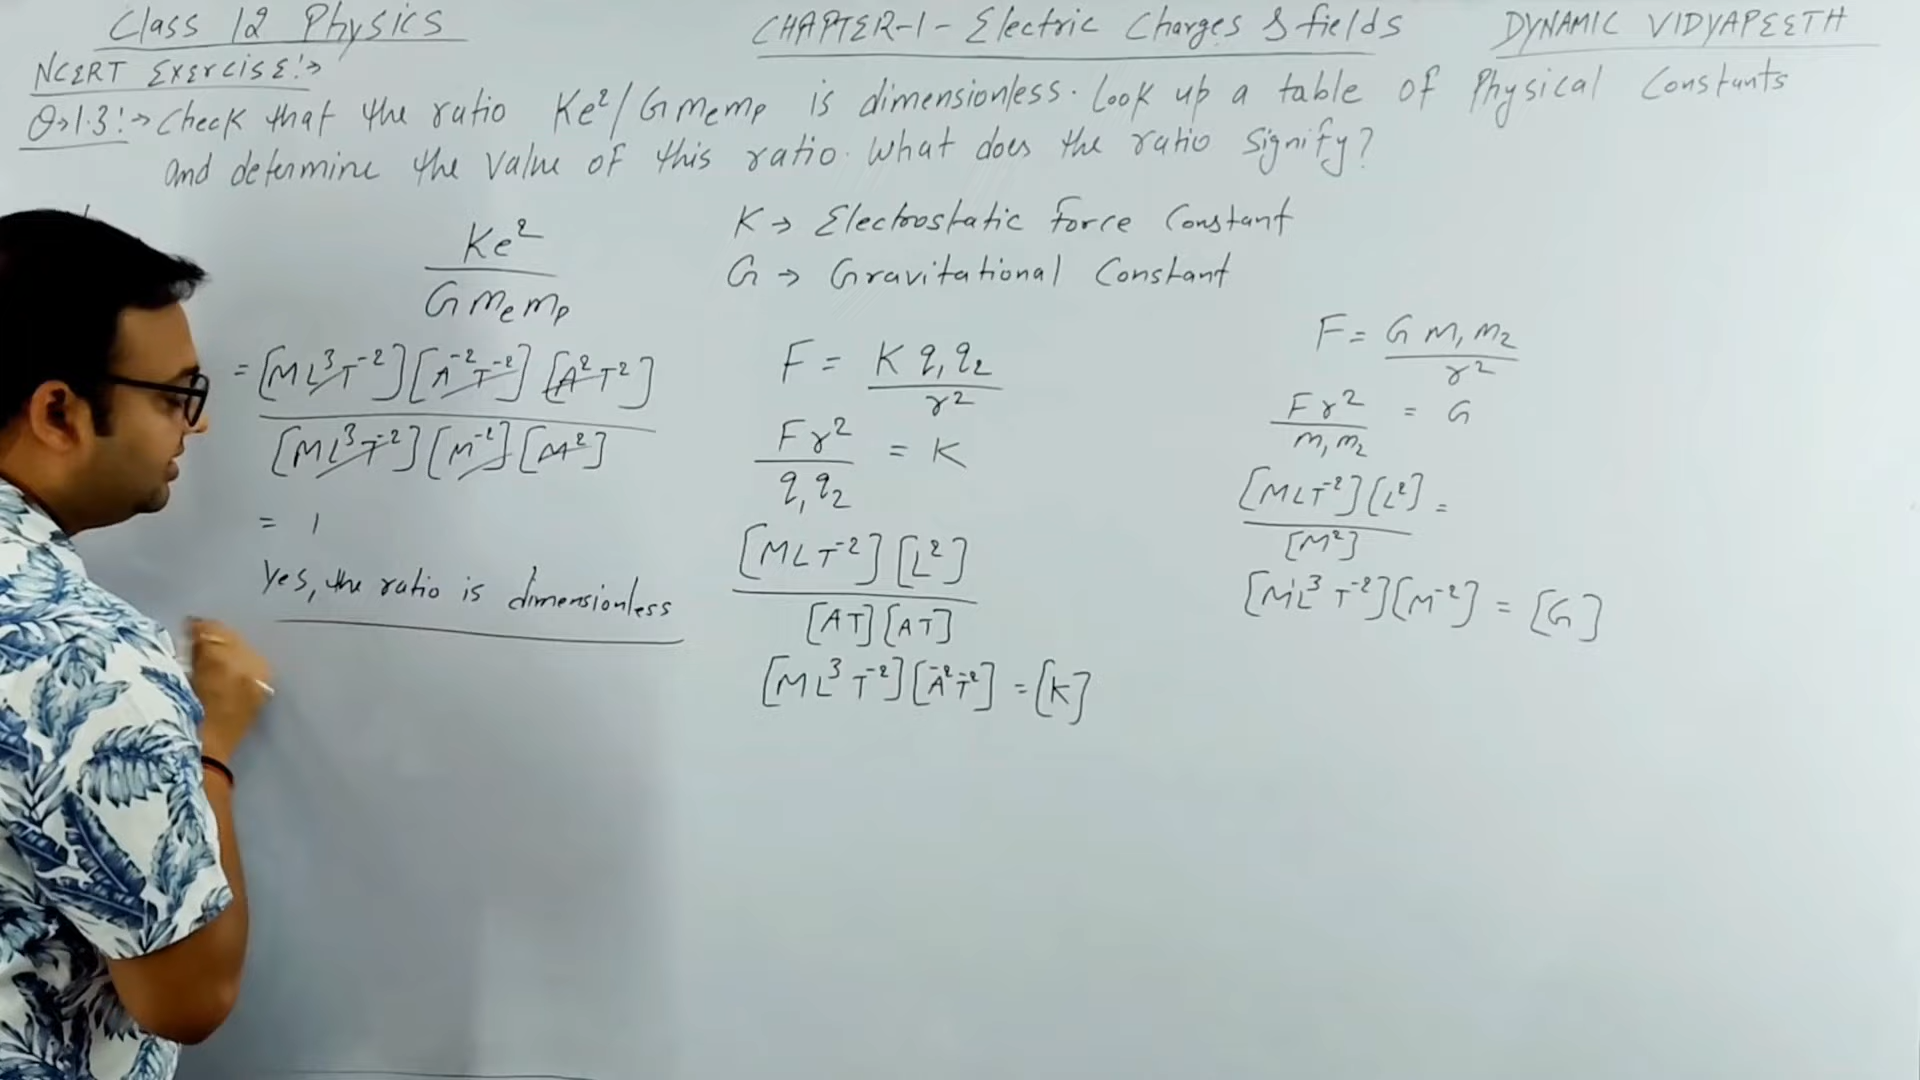 Class 12 Physics
CHAPTER-1 - Electric Charges & fields
DYNAMIC VIDYAPEETH
NCERT Exercise:→
Q→1.3:→ Check that the ratio Ke²/Gmemp is dimensionless. Look up a table of Physical Constants
and determine the value of this ratio. What does the ratio signify?
Ke²
Gmemp
= [ML³T⁻²][A⁻²T⁻²][A²T²]
[ML³T⁻²][M⁻²][M²]
= 1
Yes, the ratio is dimensionless
K → Electrostatic Force Constant
G → Gravitational Constant
F = K q₁q₂
r²
Fr² = K
q₁q₂
[MLT⁻²][L²]
[AT][AT]
[ML³T⁻²][A⁻²T⁻²] = [K]
F = G m₁m₂
r²
Fr² = G
m₁m₂
[MLT⁻²][L²] =
[M²]
[ML³T⁻²][M⁻²] = [G]